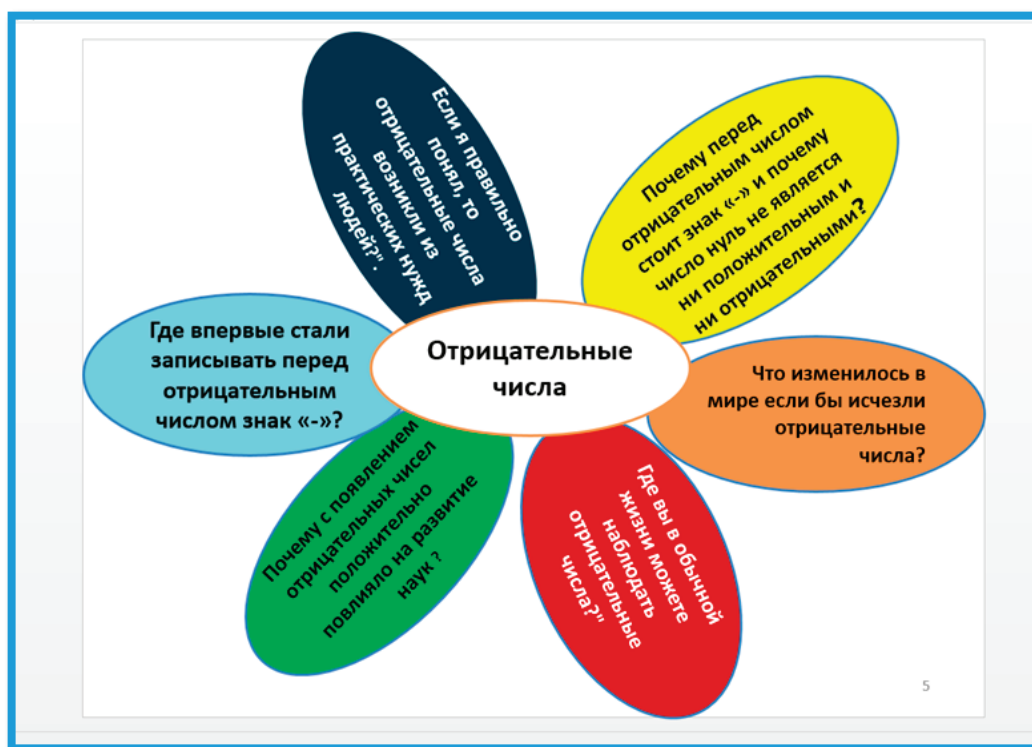 Если я правильно
понял, то
отрицательные числа
возникли из
практических нужд
людей?".
Почему перед
отрицательным числом
стоит знак «-» и почему
число нуль не является
ни положительным и
ни отрицательными?
Где впервые стали
записывать перед
отрицательным
числом знак «-»?
Отрицательные
числа
Что изменилось в
мире если бы исчезли
отрицательные
числа?
Почему с появлением
отрицательных чисел
положительно
повлияло на развитие
наук ?
Где вы в обычной
жизни можете
наблюдать
отрицательные
числа?"
5